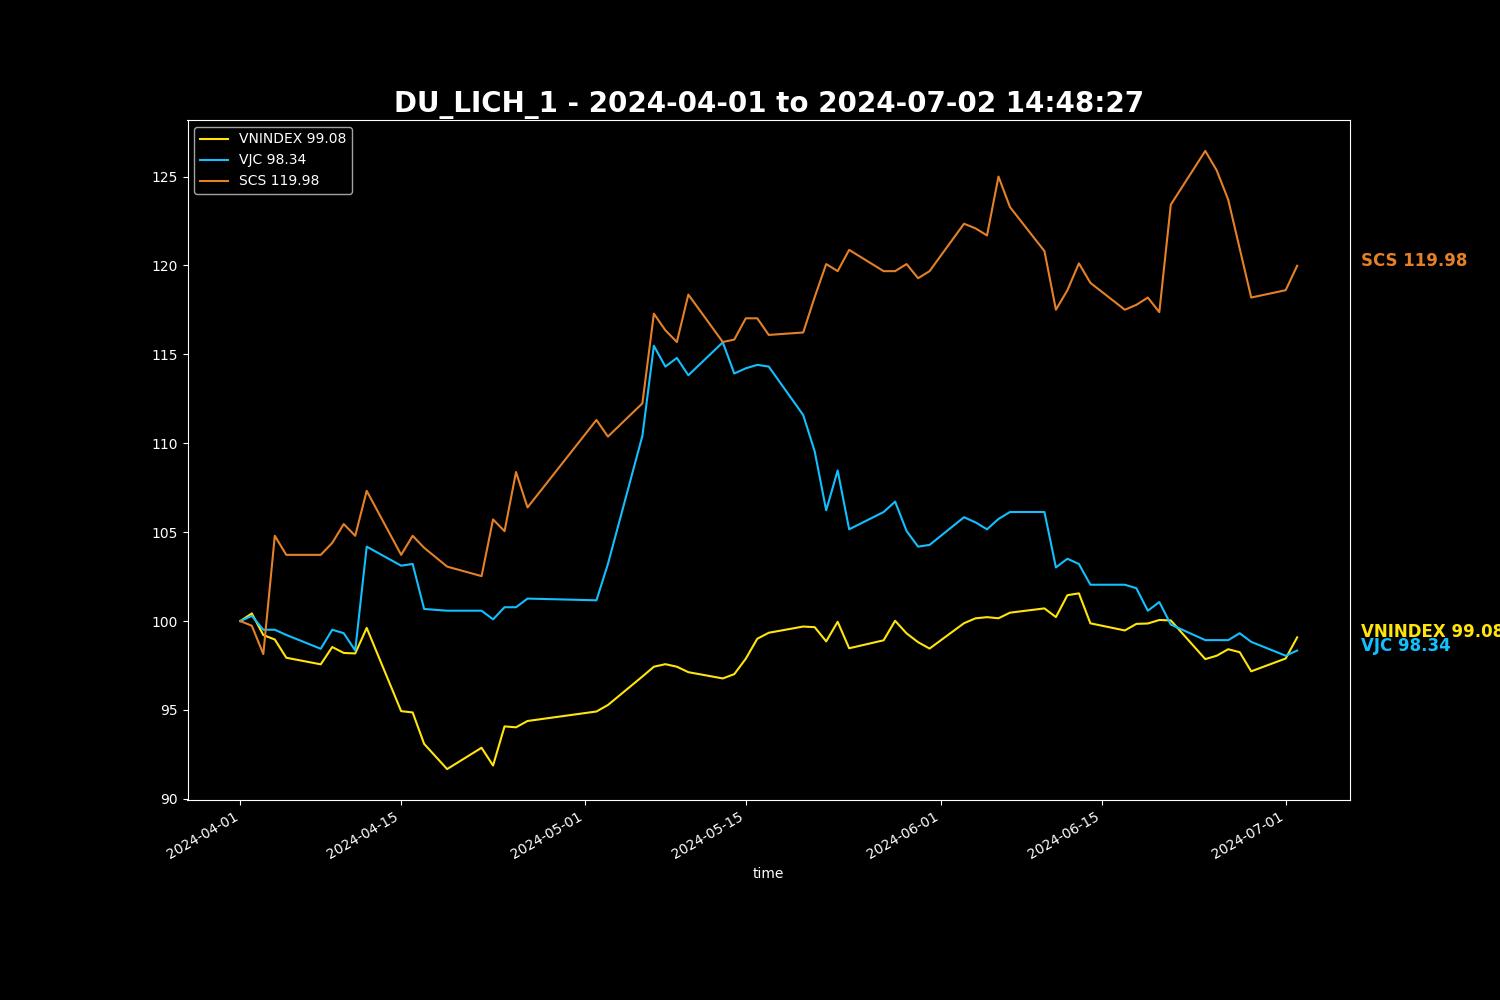 DU_LICH_1 - 2024-04-01 to 2024-07-02 14:48:27
VNINDEX 99.08
VJC 98.34
SCS 119.98
125
120
115
110
105
100
95
90
SCS 119.98
VNINDEX 99.08
VJC 98.34
2024-04-01
2024-04-15
2024-05-01
2024-05-15
2024-06-01
2024-06-15
2024-07-01
time